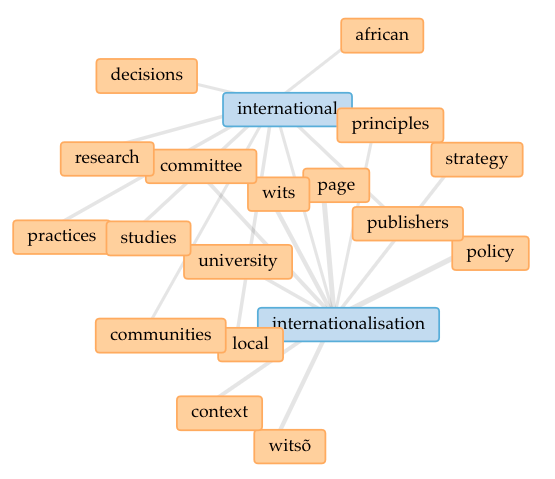 african
decisions
international
principles
research
committee
strategy
wits
page
publishers
practices
studies
policy
university
internationalisation
communities
local
context
witsõ